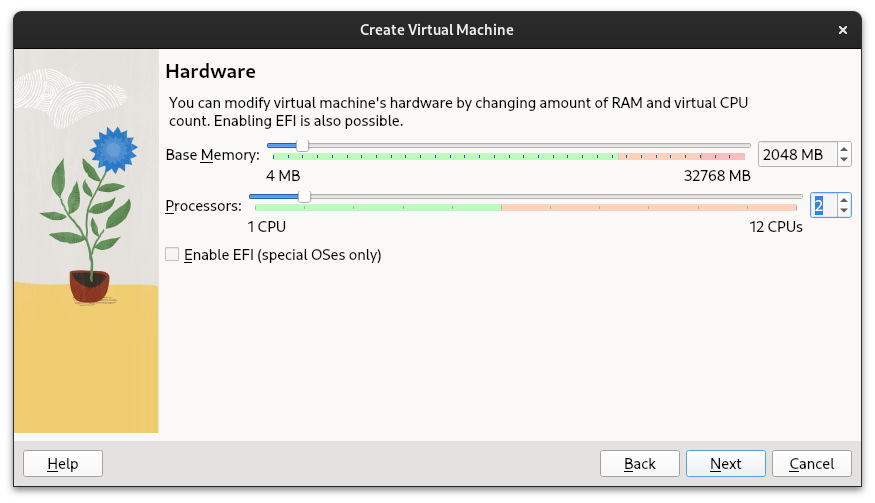 Create Virtual Machine
Hardware
You can modify virtual machine's hardware by changing amount of RAM and virtual CPU
count. Enabling EFI is also possible.
Base Memory:
2048 MB
4 MB
32768 MB
Processors:
2
1 CPU
12 CPUs
Enable EFI (special OSes only)
Help
Back
Next
Cancel